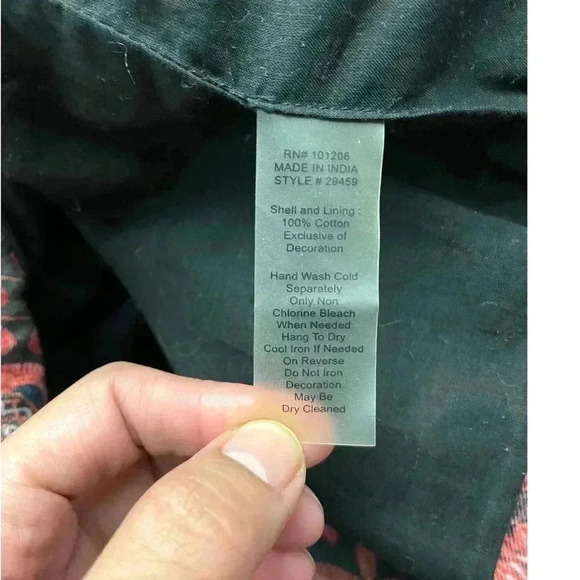 RN# 101206
MADE IN INDIA
STYLE # 29459
Shell and Lining :
100% Cotton
Exclusive of
Decoration
Hand Wash Cold
Separately
Only Non
Chlorine Bleach
When Needed
Hang To Dry
Cool Iron If Needed
On Reverse
Do Not Iron
Decoration
May Be
Dry Cleaned